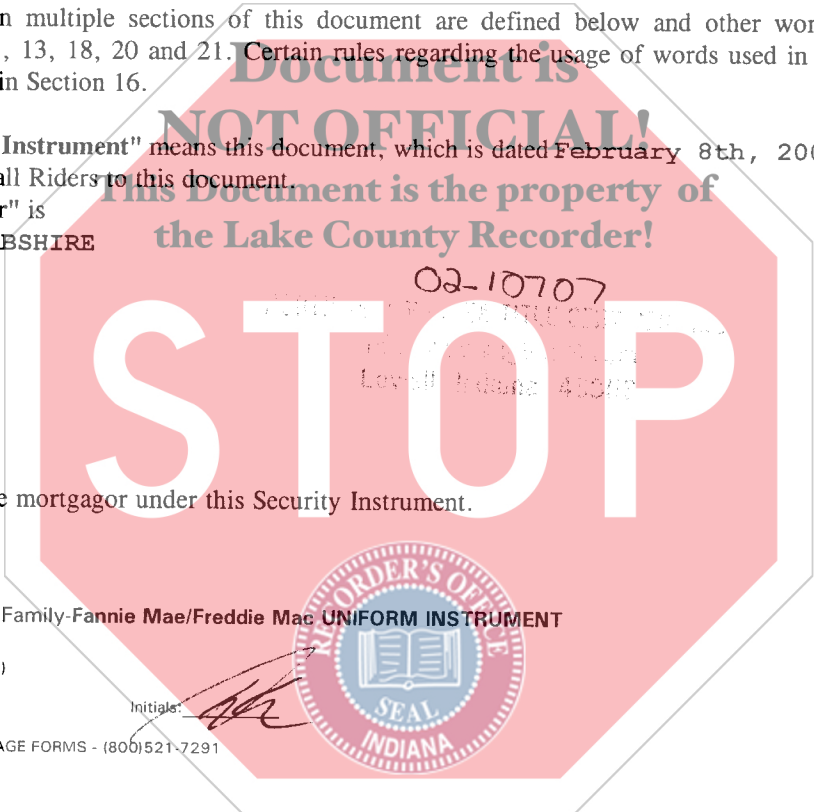 n multiple sections of this document are defined below and other wor
, 13, 18, 20 and 21. Certain rules regarding the usage of words used in
in Section 16.
Document is
NOT OFFICIAL!
Instrument" means this document, which is dated February 8th, 200
all Riders to this document.
This Document is the property of
r" is
the Lake County Recorder!
BSHIRE
02-10707
TITLE
Lowell Indiana
STOP
e mortgagor under this Security Instrument.
RECORDER'S OFFICE
Family-Fannie Mae/Freddie Mac UNIFORM INSTRUMENT
)
Initials:
SEAL
INDIANA
AGE FORMS - (800)521-7291